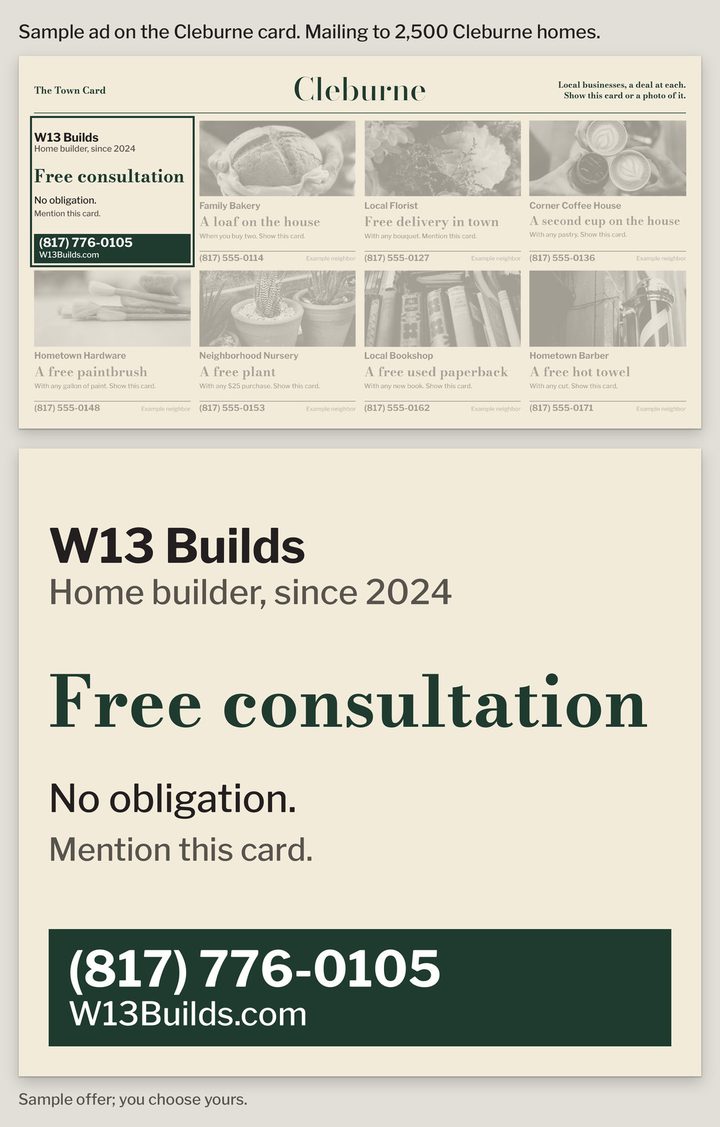 Sample ad on the Cleburne card. Mailing to 2,500 Cleburne homes.
The Town Card
Cleburne
Local businesses, a deal at each.
Show this card or a photo of it.
W13 Builds
Home builder, since 2024
Free consultation
No obligation.
Mention this card.
(817) 776-0105
W13Builds.com
Family Bakery
A loaf on the house
When you buy two. Show this card.
(817) 555-0114
Example neighbor
Local Florist
Free delivery in town
With any bouquet. Mention this card.
(817) 555-0127
Example neighbor
Corner Coffee House
A second cup on the house
With any pastry. Show this card.
(817) 555-0136
Example neighbor
Hometown Hardware
A free paintbrush
With any gallon of paint. Show this card.
(817) 555-0148
Example neighbor
Neighborhood Nursery
A free plant
With any $25 purchase. Show this card.
(817) 555-0153
Example neighbor
Local Bookshop
A free used paperback
With any new book. Show this card.
(817) 555-0162
Example neighbor
Hometown Barber
A free hot towel
With any cut. Show this card.
(817) 555-0171
Example neighbor
W13 Builds
Home builder, since 2024
Free consultation
No obligation.
Mention this card.
(817) 776-0105
W13Builds.com
Sample offer; you choose yours.